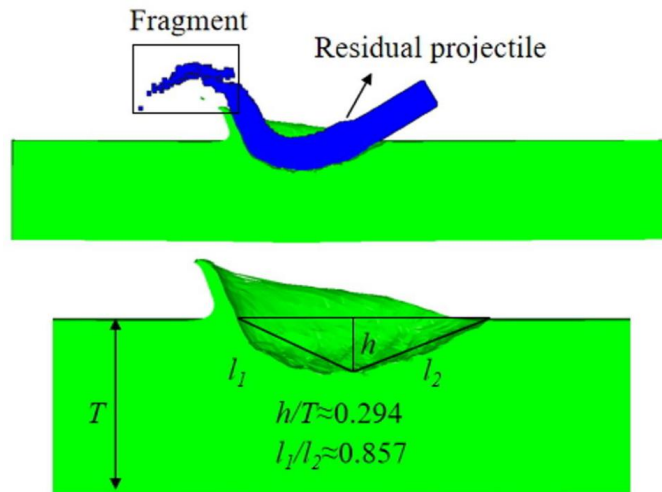 Fragment
Residual projectile
h
l₁
l₂
T
h/T≈0.294
l₁/l₂≈0.857